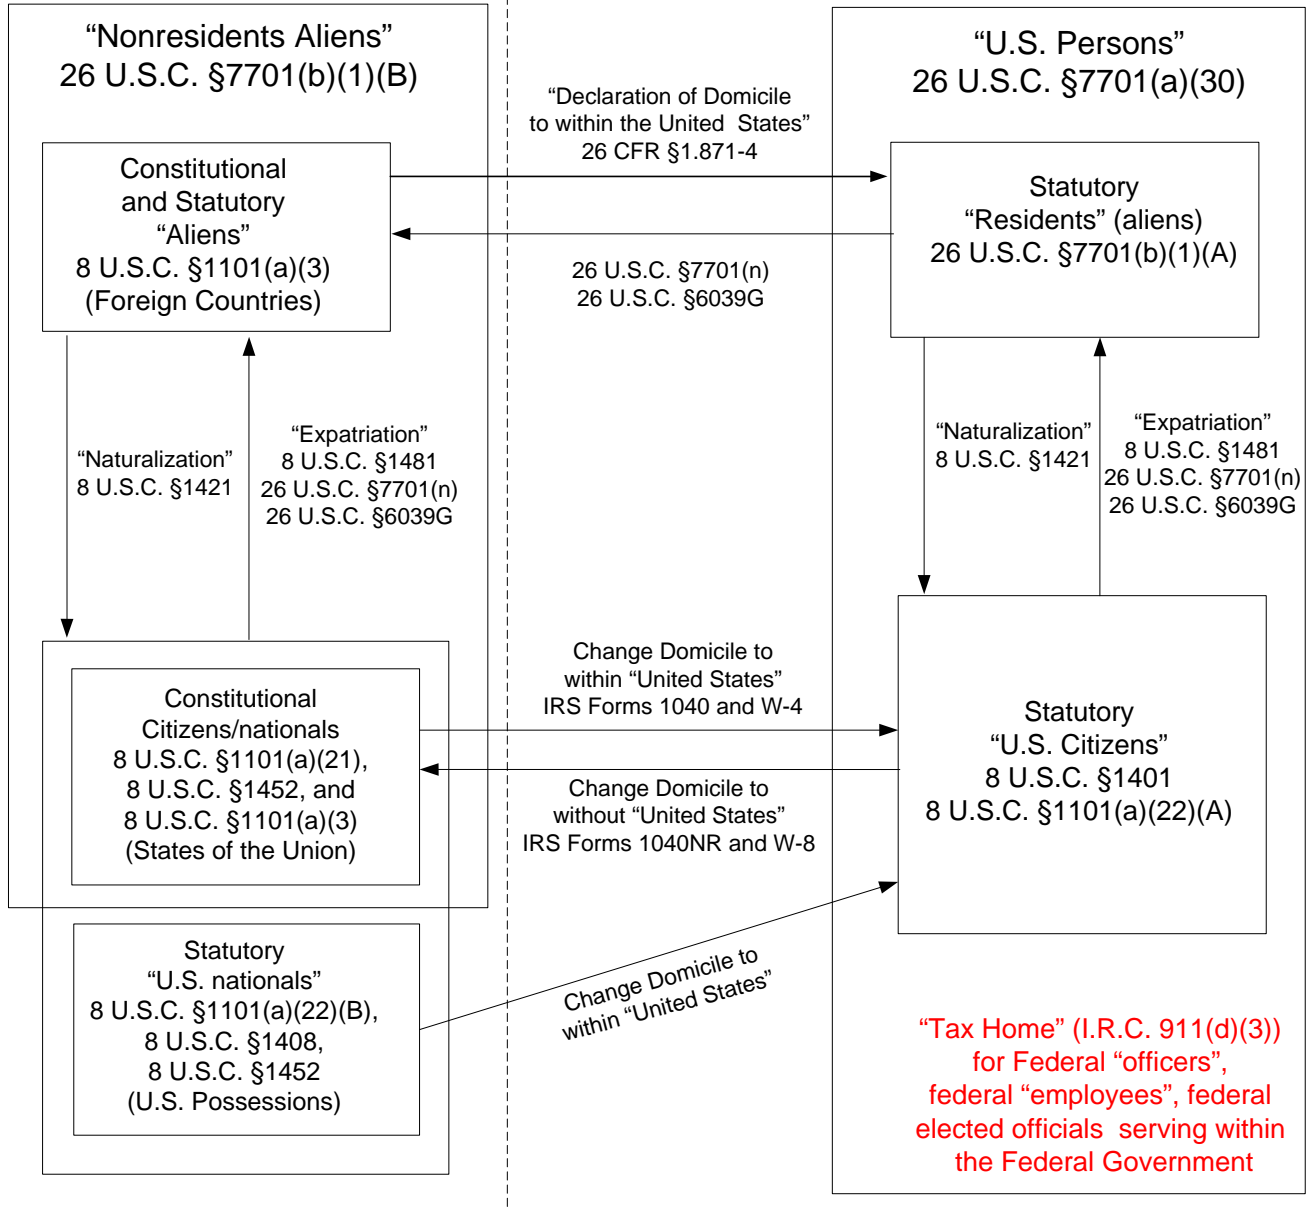 “Nonresidents Aliens”
26 U.S.C. §7701(b)(1)(B)
Constitutional
and Statutory
“Aliens”
8 U.S.C. §1101(a)(3)
(Foreign Countries)
“Declaration of Domicile
to within the United  States”
26 CFR §1.871-4
26 U.S.C. §7701(n)
26 U.S.C. §6039G
“U.S. Persons”
26 U.S.C. §7701(a)(30)
Statutory
“Residents” (aliens)
26 U.S.C. §7701(b)(1)(A)
“Naturalization”
8 U.S.C. §1421
“Expatriation”
8 U.S.C. §1481
26 U.S.C. §7701(n)
26 U.S.C. §6039G
“Naturalization”
8 U.S.C. §1421
“Expatriation”
8 U.S.C. §1481
26 U.S.C. §7701(n)
26 U.S.C. §6039G
Constitutional
Citizens/nationals
8 U.S.C. §1101(a)(21),
8 U.S.C. §1452, and
8 U.S.C. §1101(a)(3)
(States of the Union)
Change Domicile to
within “United States”
IRS Forms 1040 and W-4
Change Domicile to
without “United States”
IRS Forms 1040NR and W-8
Statutory
“U.S. Citizens”
8 U.S.C. §1401
8 U.S.C. §1101(a)(22)(A)
Statutory
“U.S. nationals”
8 U.S.C. §1101(a)(22)(B),
8 U.S.C. §1408,
8 U.S.C. §1452
(U.S. Possessions)
Change Domicile to
within “United States”
“Tax Home” (I.R.C. 911(d)(3))
for Federal “officers”,
federal “employees”, federal
elected officials  serving within
the Federal Government